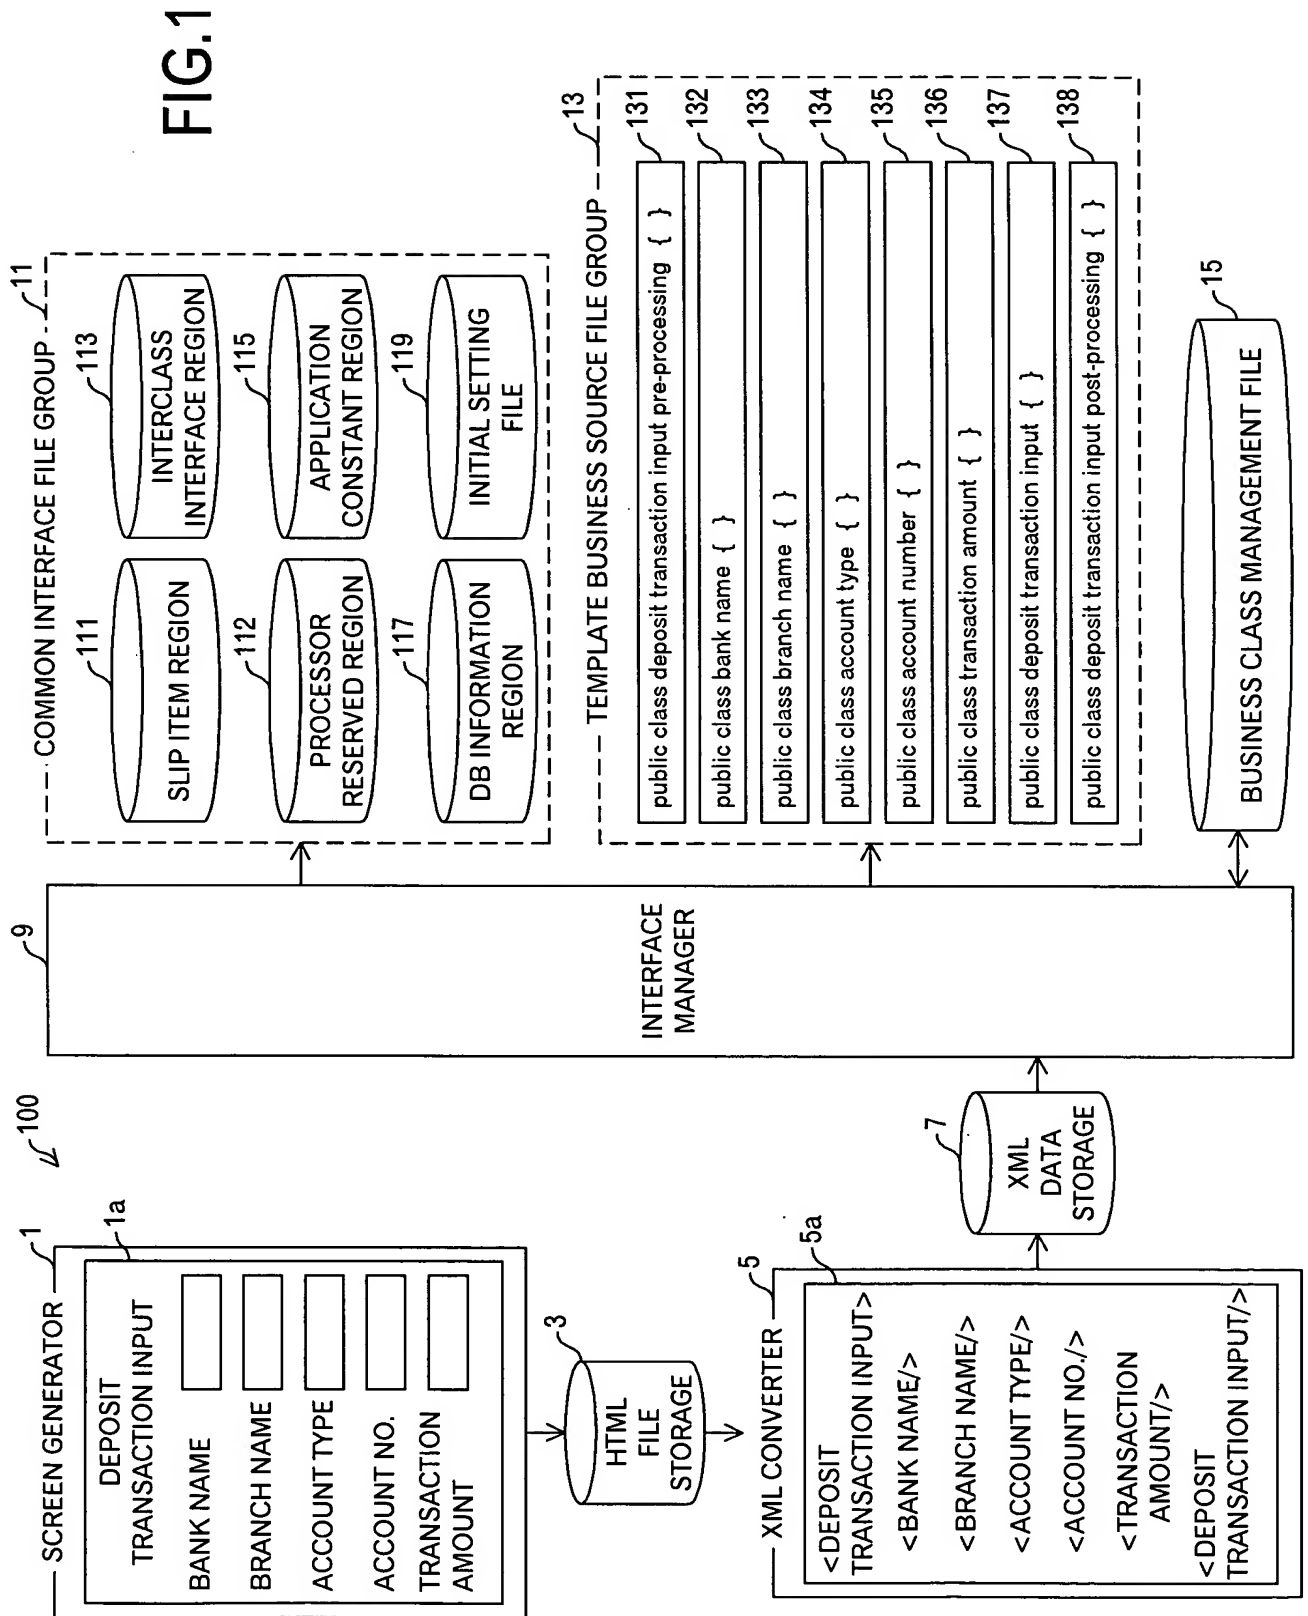 FIG.1
100
1
SCREEN GENERATOR
1a
DEPOSIT
TRANSACTION INPUT
BANK NAME
BRANCH NAME
ACCOUNT TYPE
ACCOUNT NO.
TRANSACTION
AMOUNT
3
HTML
FILE
STORAGE
5
XML CONVERTER
5a
<DEPOSIT
TRANSACTION INPUT>
<BANK NAME/>
<BRANCH NAME/>
<ACCOUNT TYPE/>
<ACCOUNT NO./>
<TRANSACTION
AMOUNT/>
<DEPOSIT
TRANSACTION INPUT/>
7
XML
DATA
STORAGE
9
INTERFACE
MANAGER
11
COMMON INTERFACE FILE GROUP
111
SLIP ITEM REGION
113
INTERCLASS
INTERFACE REGION
112
PROCESSOR
RESERVED REGION
115
APPLICATION
CONSTANT REGION
117
DB INFORMATION
REGION
119
INITIAL SETTING
FILE
13
TEMPLATE BUSINESS SOURCE FILE GROUP
public class deposit transaction input pre-processing { }
131
public class bank name { }
132
public class branch name { }
133
public class account type { }
134
public class account number { }
135
public class transaction amount { }
136
public class deposit transaction input { }
137
public class deposit transaction input post-processing { }
138
15
BUSINESS CLASS MANAGEMENT FILE